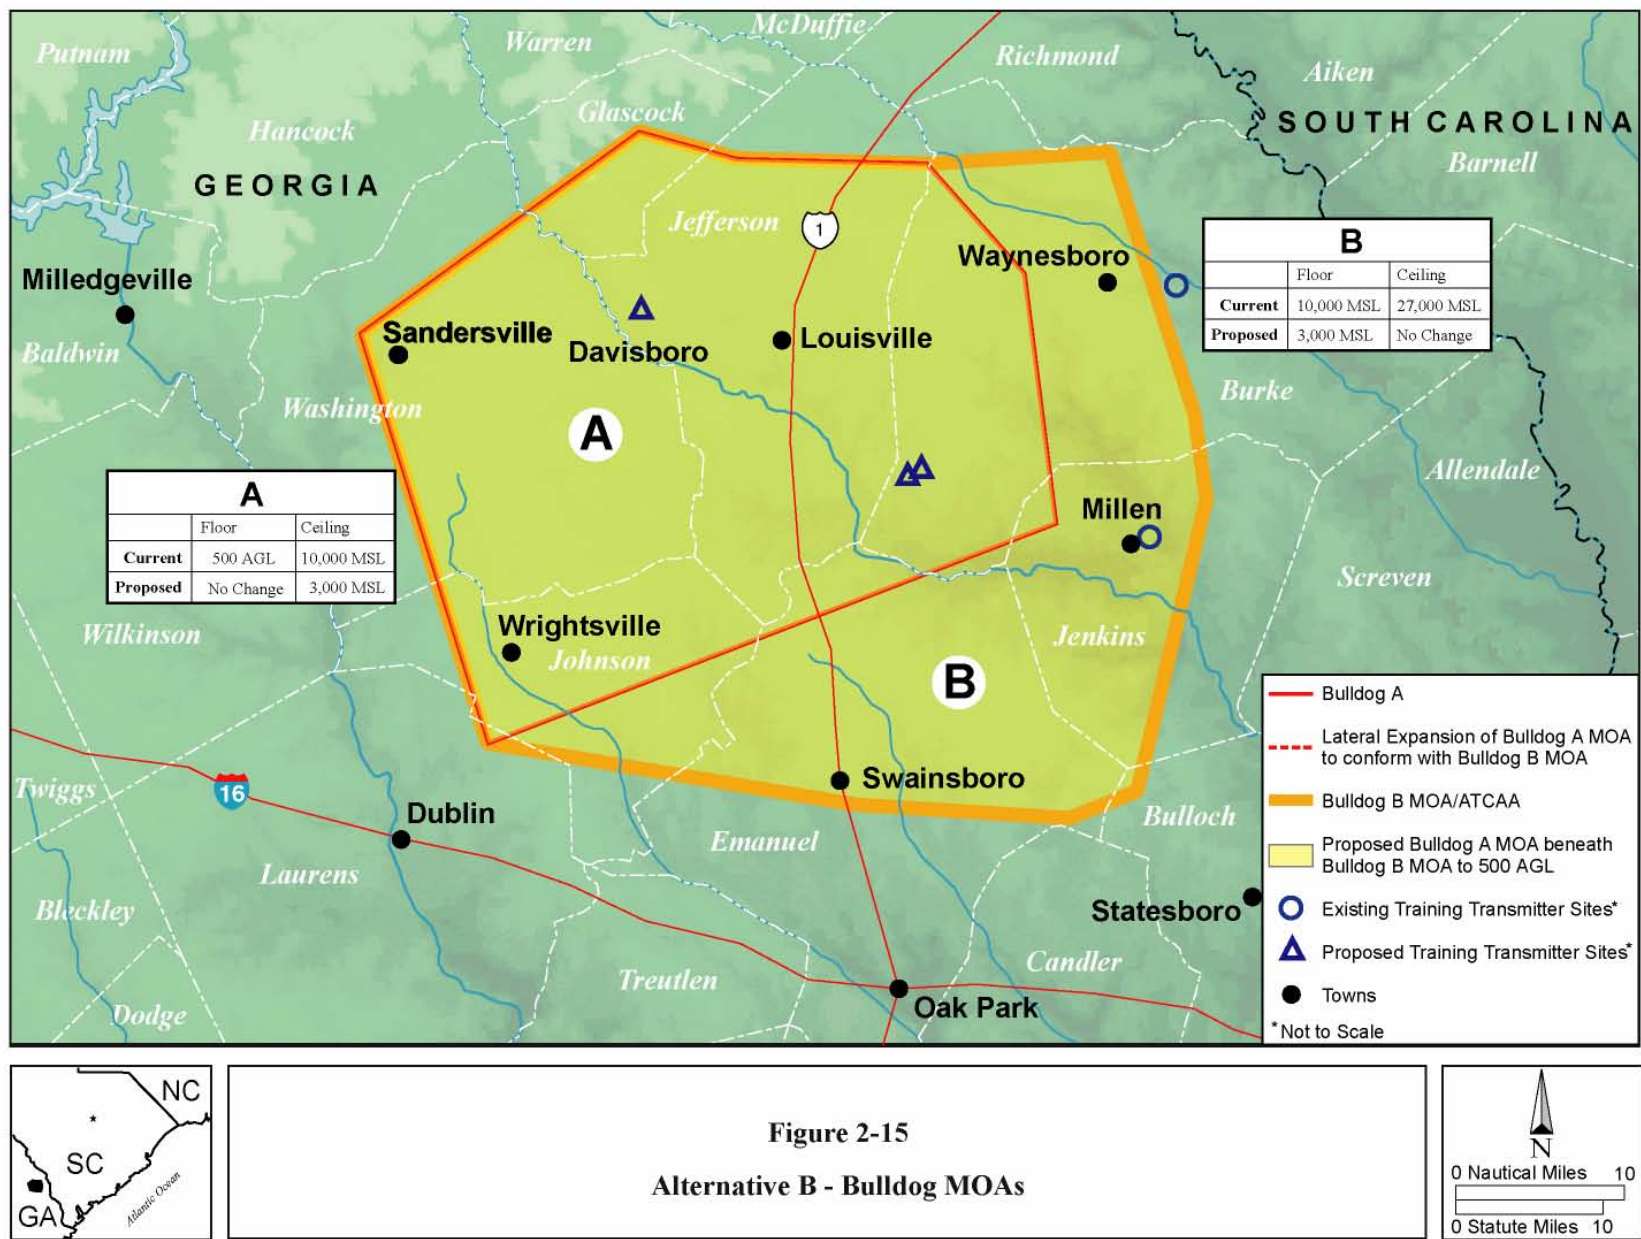 McDuffie
Warren
Putnam
Richmond
Aiken
Glascock
Hancock
SOUTH CAROLINA
Barnell
GEORGIA
Jefferson
1
Waynesboro
Milledgeville
Sandersville
Louisville
Davisboro
Baldwin
Washington
Burke
Allendale
A
B
Floor Ceiling
Current 10,000 MSL 27,000 MSL
Proposed 3,000 MSL No Change
A
Floor Ceiling
Current 500 AGL 10,000 MSL
Proposed No Change 3,000 MSL
Millen
Screven
Wilkinson
Wrightsville
Johnson
Jenkins
B
Swainsboro
Twiggs
16
Dublin
Emanuel
Bulloch
Laurens
Bleckley
Statesboro
Treutlen
Candler
Dodge
Oak Park
Bulldog A
Lateral Expansion of Bulldog A MOA
to conform with Bulldog B MOA
Bulldog B MOA/ATCAA
Proposed Bulldog A MOA beneath
Bulldog B MOA to 500 AGL
Existing Training Transmitter Sites*
Proposed Training Transmitter Sites*
Towns
*Not to Scale
NC
*
SC
GA
Atlantic Ocean
Figure 2-15
Alternative B - Bulldog MOAs
N
0 Nautical Miles 10
0 Statute Miles 10